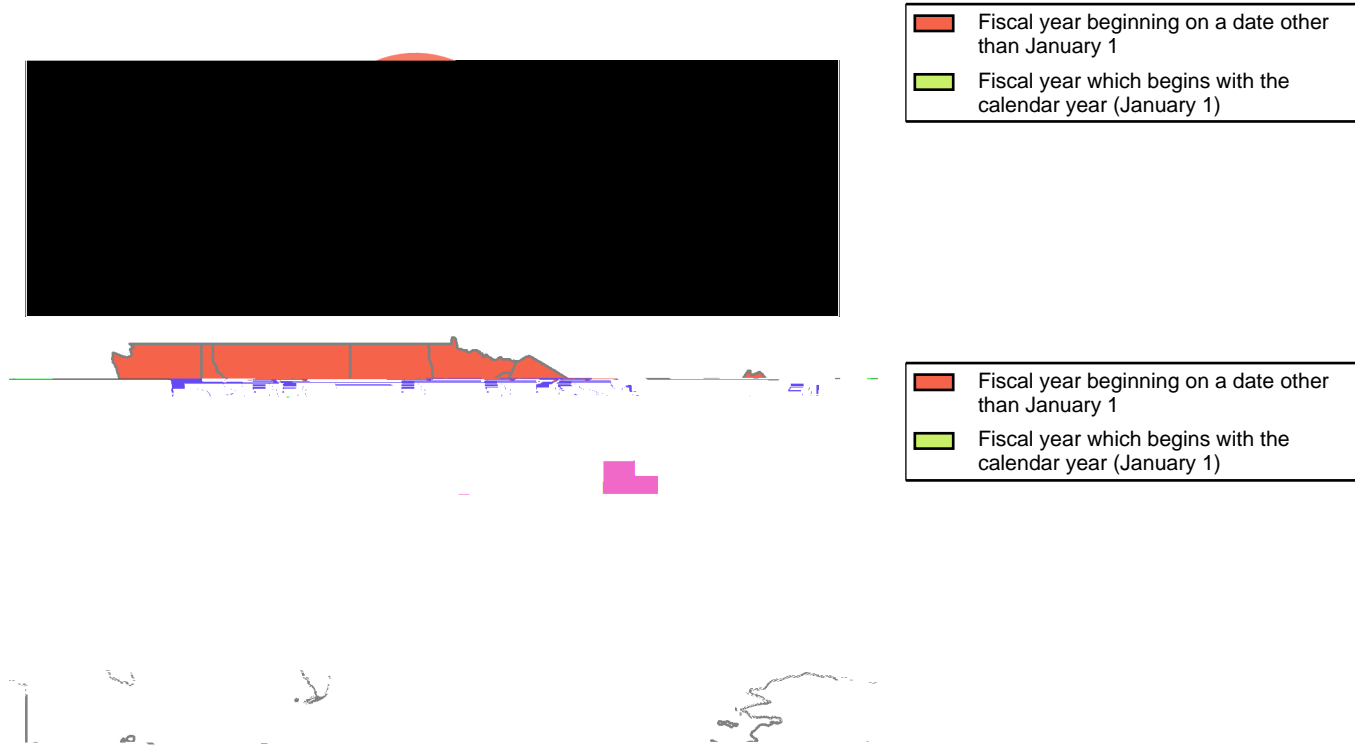 Fiscal year beginning on a date other
than January 1
Fiscal year which begins with the
calendar year (January 1)
Fiscal year beginning on a date other
than January 1
Fiscal year which begins with the
calendar year (January 1)